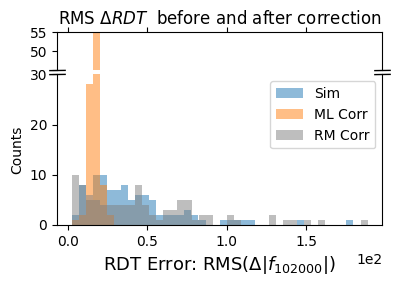 RMS ΔRDT before and after correction
55
50
30
20
10
0
Counts
Sim
ML Corr
RM Corr
0.0 0.5 1.0 1.5
1e2
RDT Error: RMS(Δ|f₁₀₂₀₀₀|)